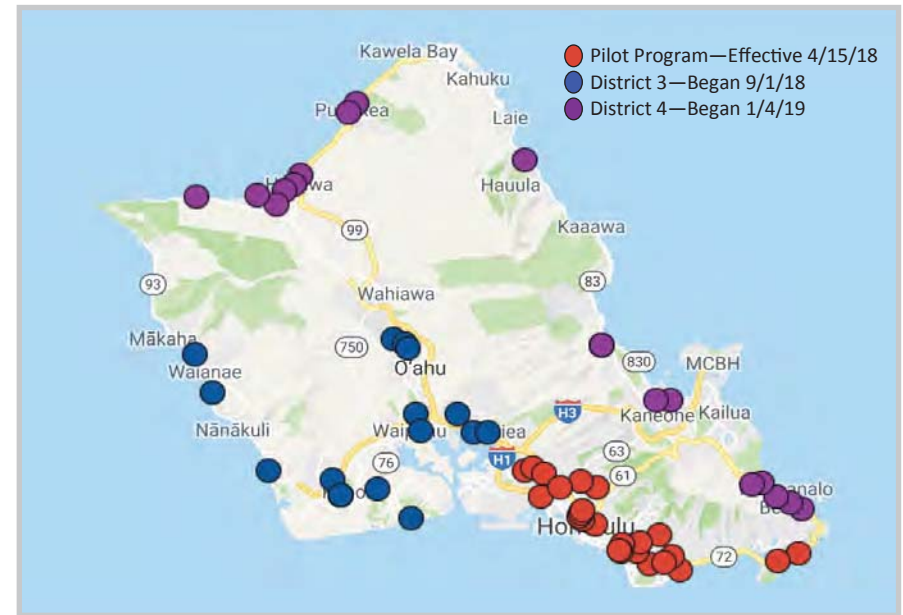 Kawela Bay
Pilot Program—Effective 4/15/18
Kahuku
District 3—Began 9/1/18
District 4—Began 1/4/19
Laie
Hauula
Kaaawa
99
83
93
Wahiawa
Mākaha
750
830
MCBH
Waianae
O'ahu
H3
Kaneohe
Kailua
Nānākuli
63
H1
76
61
Honolulu
72